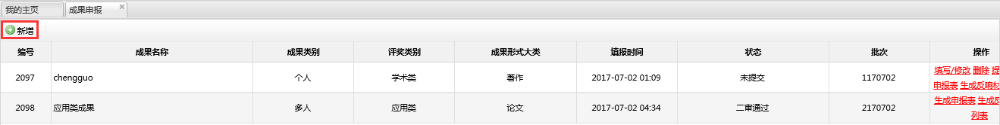 我的主页 成果申报
新增
编号 成果名称 成果类别 评奖类别 成果形式大类 填报时间 状态 批次 操作
2097 chengguo 个人 学术类 著作 2017-07-02 01:09 未提交 1170702 填写/修改 删除 提
申报表 生成反响材
2098 应用类成果 多人 应用类 论文 2017-07-02 04:34 二审通过 2170702 生成申报表 生成反
列表